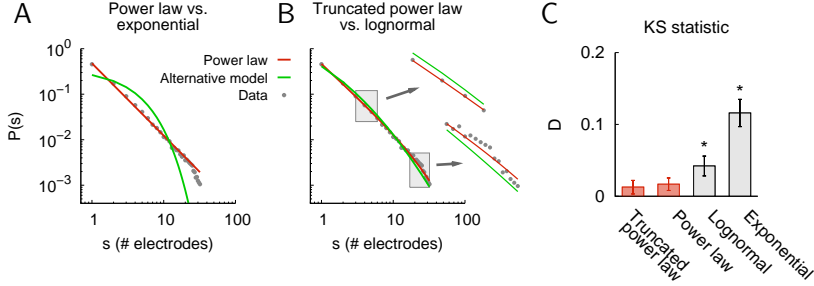 A
Power law vs.
exponential
10^0
10^-1
10^-2
10^-3
P(s)
1
10
100
s (# electrodes)
Power law
Alternative model
Data
B
Truncated power law
vs. lognormal
1
10
100
s (# electrodes)
C
KS statistic
0.2
0.1
0
D
*
*
Truncated
power law
Power law
Lognormal
Exponential